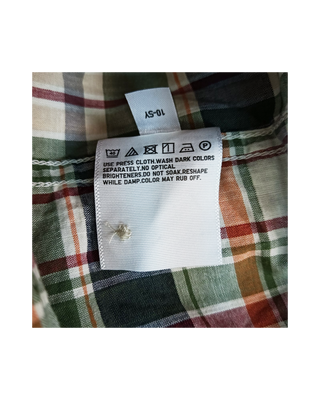 10-5Y
USE PRESS CLOTH,WASH DARK COLORS
SEPARATELY.NO OPTICAL
BRIGHTENERS.DO NOT SOAK.RESHAPE
WHILE DAMP.COLOR MAY RUB OFF.